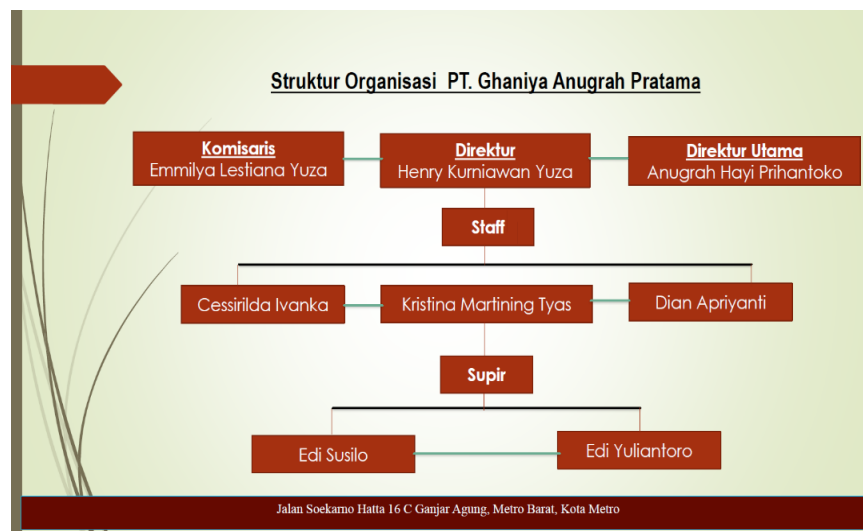 Struktur Organisasi PT. Ghaniya Anugrah Pratama
Komisaris
Emmilya Lestiana Yuza
Direktur
Henry Kurniawan Yuza
Direktur Utama
Anugrah Hayi Prihantoko
Staff
Cessirilda Ivanka
Kristina Martining Tyas
Dian Apriyanti
Supir
Edi Susilo
Edi Yuliantoro
Jalan Soekarno Hatta 16 C Ganjar Agung, Metro Barat, Kota Metro